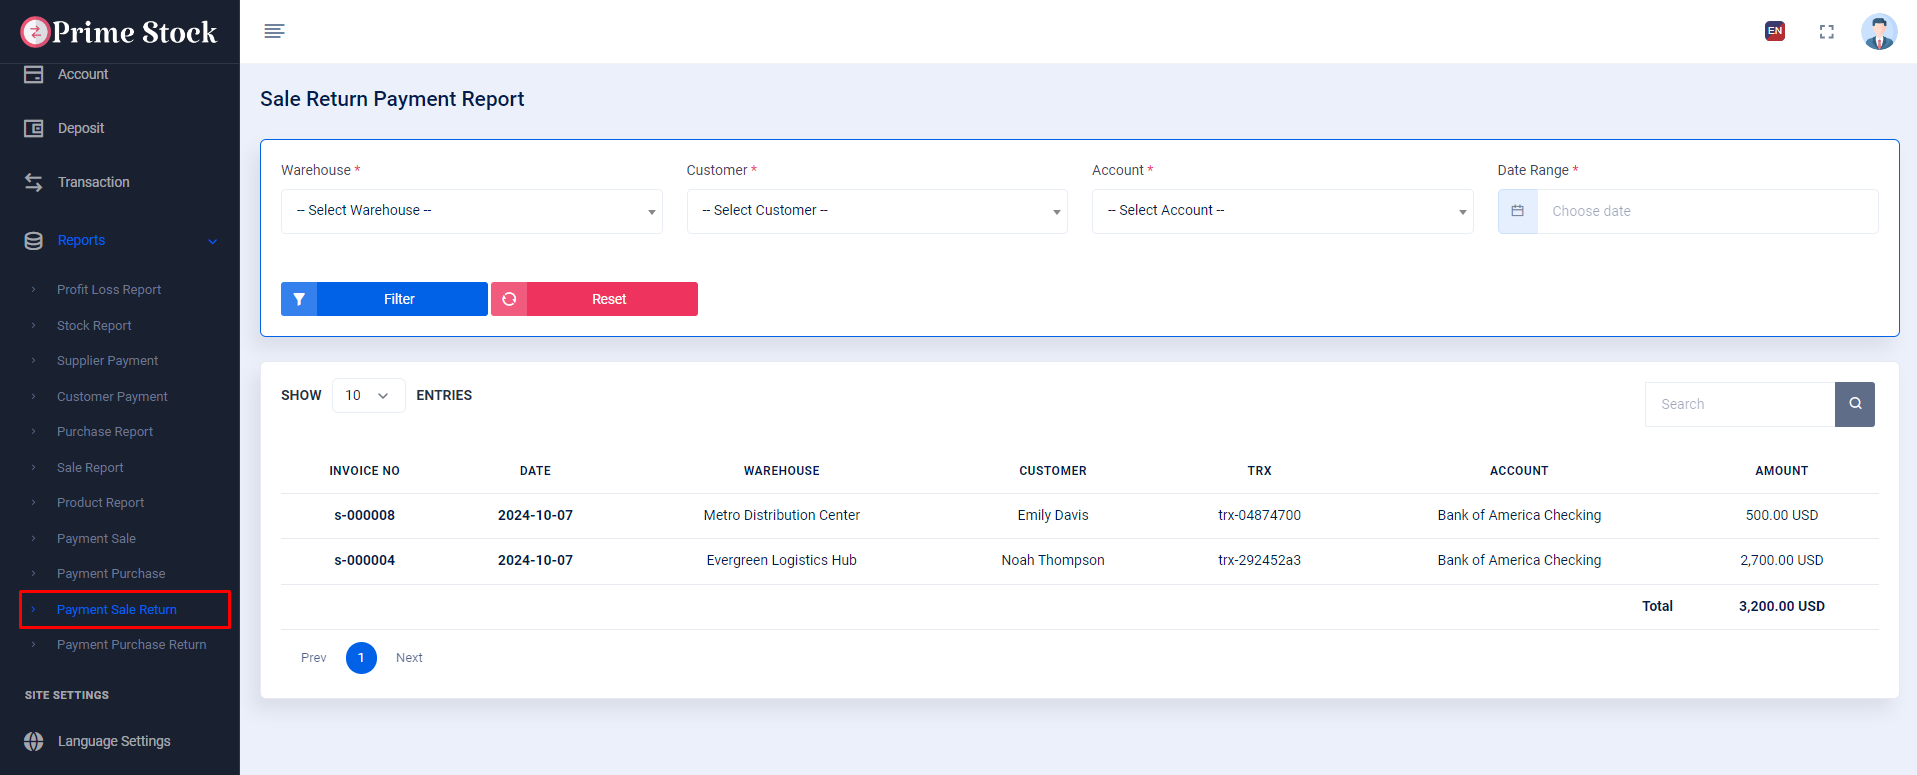 Prime Stock
EN
Account
Deposit
Transaction
Reports
Profit Loss Report
Stock Report
Supplier Payment
Customer Payment
Purchase Report
Sale Report
Product Report
Payment Sale
Payment Purchase
Payment Sale Return
Payment Purchase Return
SITE SETTINGS
Language Settings
Sale Return Payment Report
Warehouse * Customer * Account * Date Range *
-- Select Warehouse -- -- Select Customer -- -- Select Account -- Choose date
Filter Reset
SHOW 10 ENTRIES Search
INVOICE NO DATE WAREHOUSE CUSTOMER TRX ACCOUNT AMOUNT
s-000008 2024-10-07 Metro Distribution Center Emily Davis trx-04874700 Bank of America Checking 500.00 USD
s-000004 2024-10-07 Evergreen Logistics Hub Noah Thompson trx-292452a3 Bank of America Checking 2,700.00 USD
Total 3,200.00 USD
Prev 1 Next